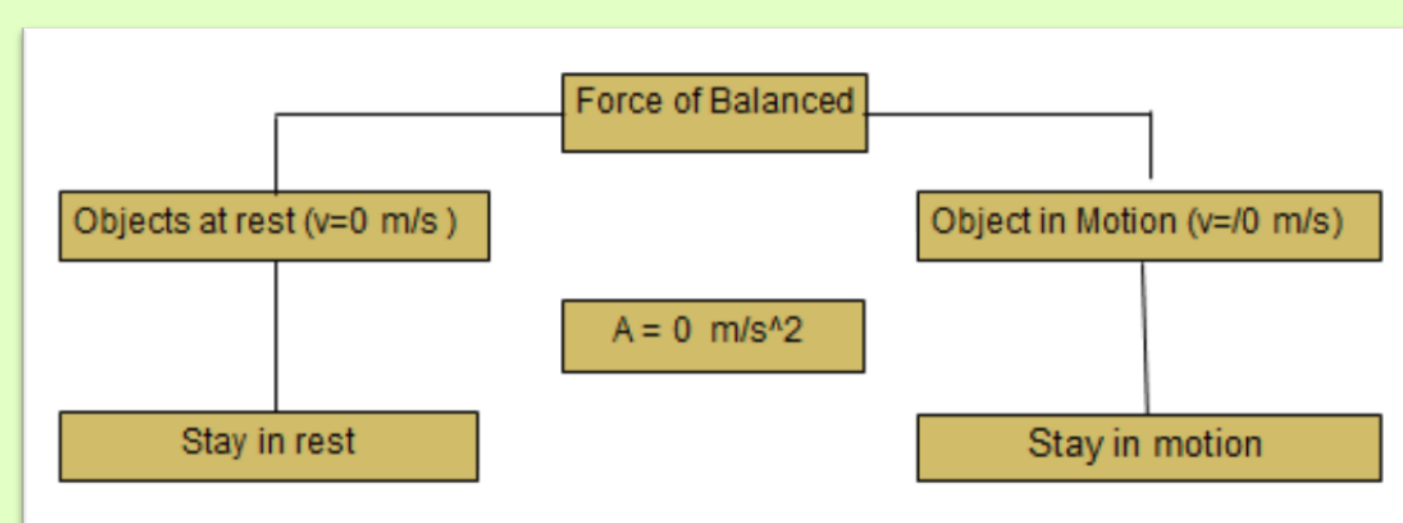 Force of Balanced
Objects at rest (v=0 m/s )
Object in Motion (v=/0 m/s)
A = 0 m/s^2
Stay in rest
Stay in motion